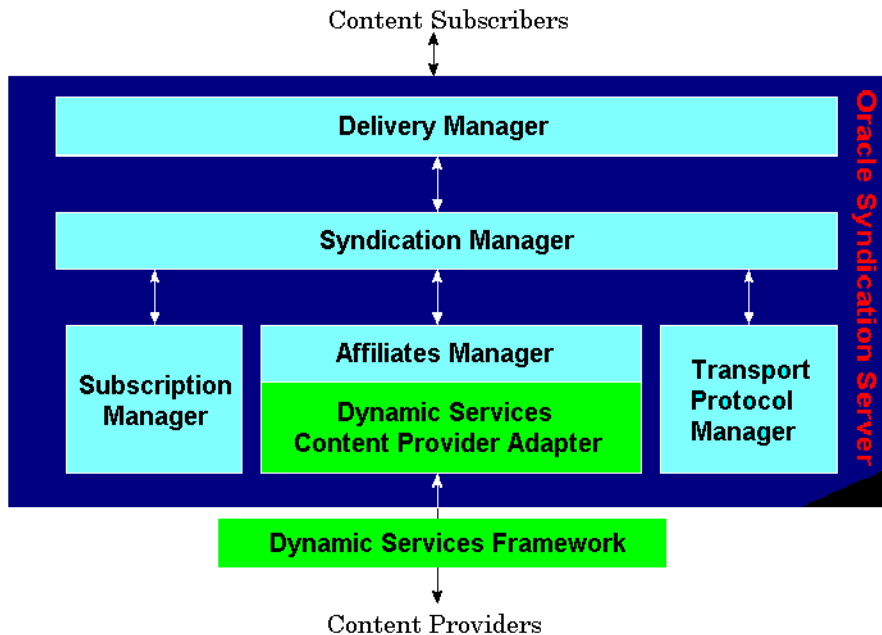 Content Subscribers
Delivery Manager
Syndication Manager
Subscription
Manager
Affiliates Manager
Dynamic Services
Content Provider Adapter
Transport
Protocol
Manager
Oracle Syndication Server
Dynamic Services Framework
Content Providers